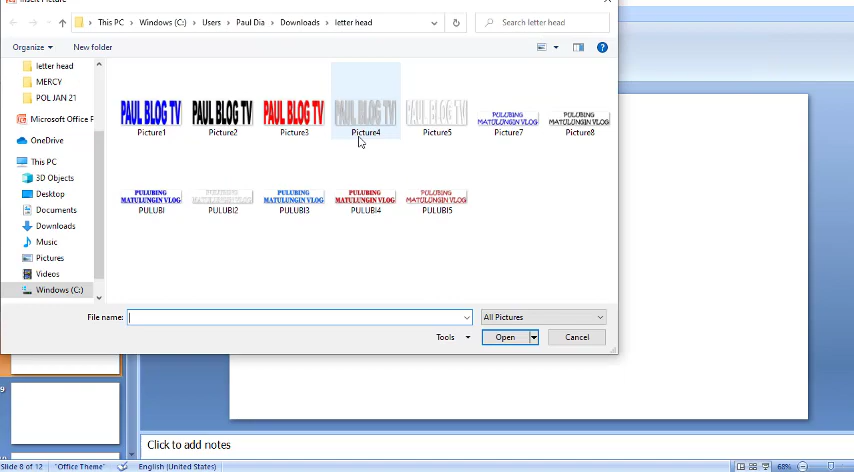 Insert Picture
This PC > Windows (C:) > Users > Paul Dia > Downloads > letter head
Search letter head
Organize
New folder
letter head
MERCY
POL JAN 21
Microsoft Office P
OneDrive
This PC
3D Objects
Desktop
Documents
Downloads
Music
Pictures
Videos
Windows (C:)
PAUL BLOG TV
Picture1
PAUL BLOG TV
Picture2
PAUL BLOG TV
Picture3
PAUL BLOG TV
Picture4
PAUL BLOG TV
Picture5
PULUBING
MATULUNGIN VLOG
Picture7
PULUBING
MATULUNGIN VLOG
Picture8
PULUBING
MATULUNGIN VLOG
PULUBI
PULUBING
MATULUNGIN VLOG
PULUBI2
PULUBING
MATULUNGIN VLOG
PULUBI3
PULUBING
MATULUNGIN VLOG
PULUBI4
PULUBING
MATULUNGIN VLOG
PULUBI5
File name:
All Pictures
Tools
Open
Cancel
9
Click to add notes
Slide 8 of 12
"Office Theme"
English (United States)
68%